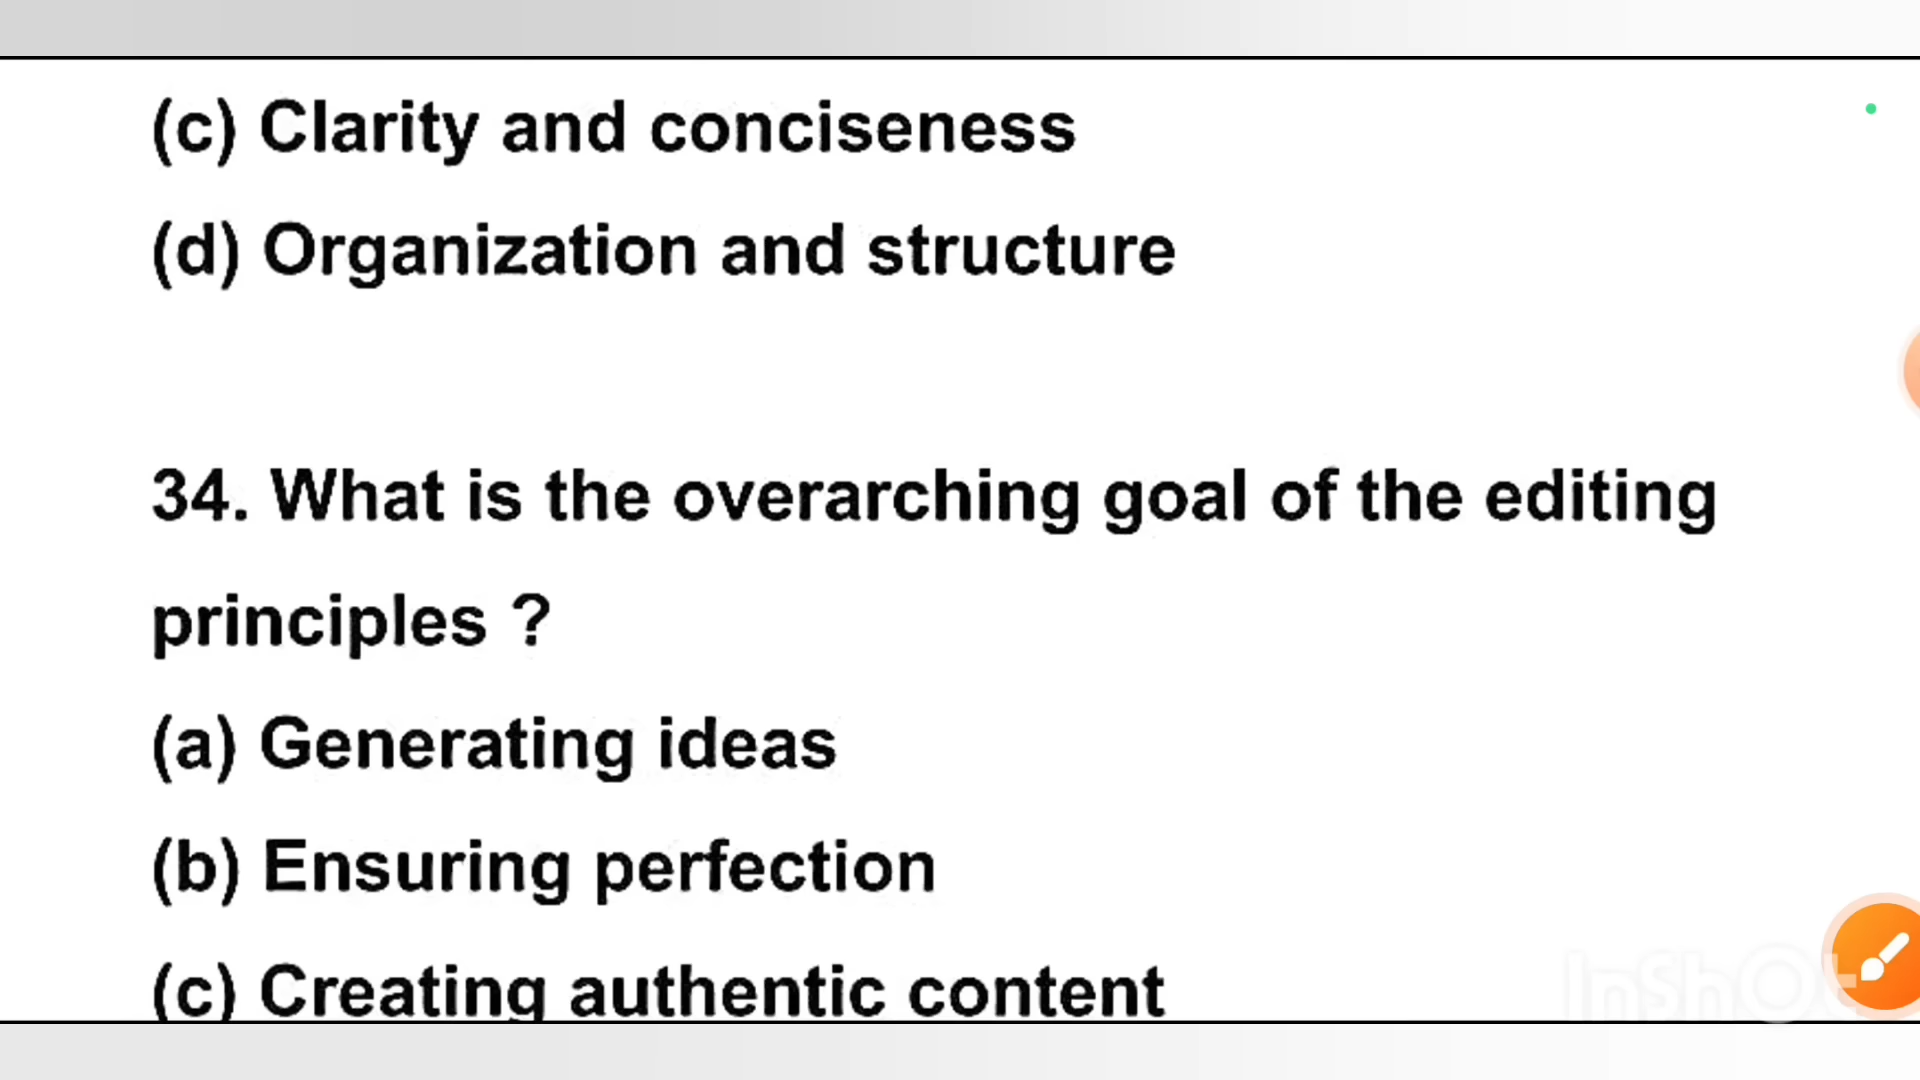 (c) Clarity and conciseness
(d) Organization and structure
34. What is the overarching goal of the editing
principles ?
(a) Generating ideas
(b) Ensuring perfection
(c) Creating authentic content
InShOt